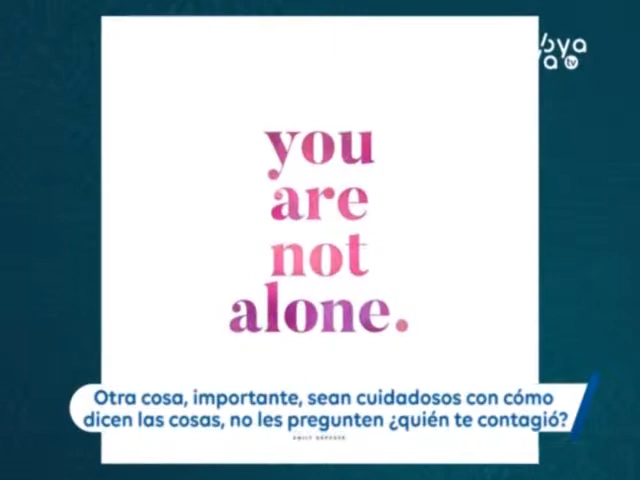 you
are
not
alone.
Otra cosa, importante, sean cuidadosos con cómo
dicen las cosas, no les pregunten ¿quién te contagió?